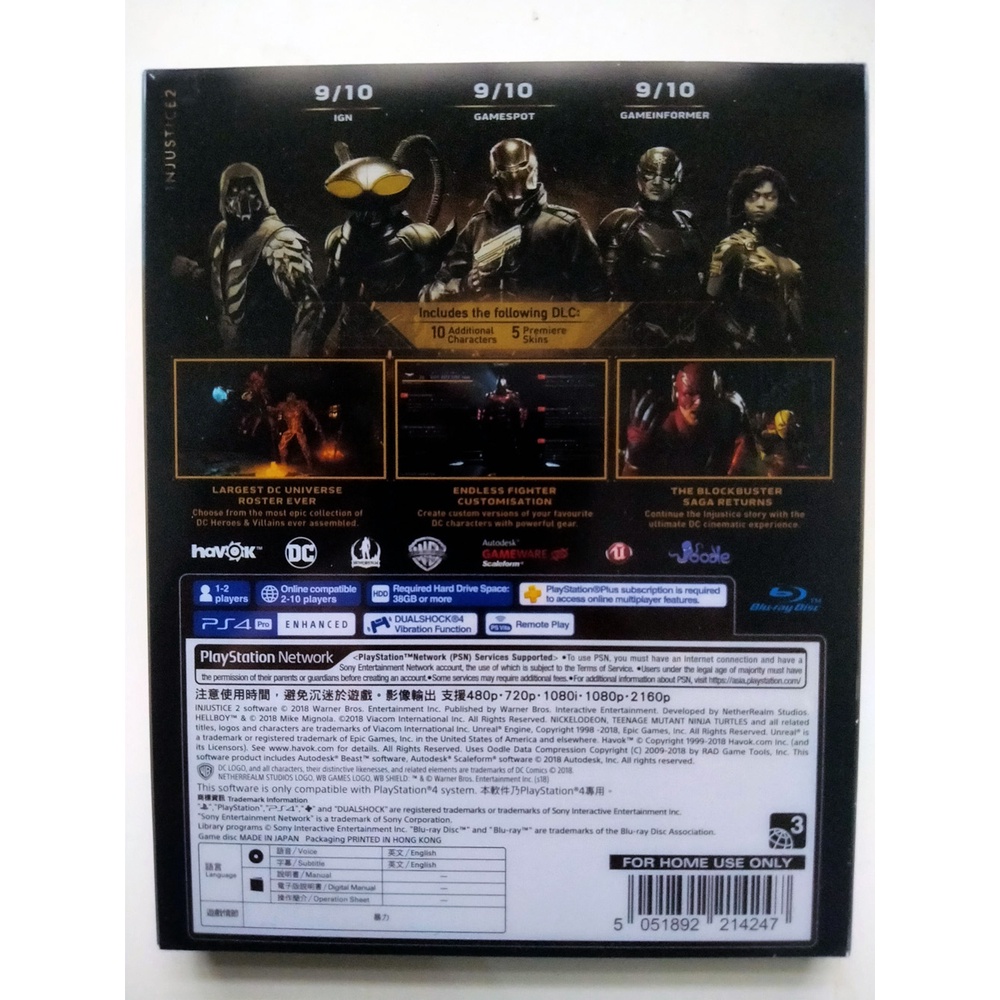 INJUSTICE 2
9/10
IGN
9/10
GAMESPOT
9/10
GAMEINFORMER
Includes the following DLC:
10 Additional Characters
5 Premiere Skins
LARGEST DC UNIVERSE
ROSTER EVER
Choose from the most epic collection of
DC Heroes & Villains ever assembled.
ENDLESS FIGHTER
CUSTOMISATION
Create custom versions of your favourite
DC characters with powerful gear.
THE BLOCKBUSTER
SAGA RETURNS
Continue the Injustice story with the
ultimate DC cinematic experience.
havok™
DC
WB
Autodesk®
GAMEWARE
Scaleform®
Oodle
1-2
players
Online compatible
2-10 players
HDD
Required Hard Drive Space:
38GB or more
PlayStation®Plus subscription is required
to access online multiplayer features.
Blu-ray Disc™
PS4 Pro ENHANCED
DUALSHOCK®4
Vibration Function
PS Vita
Remote Play
PlayStation Network
<PlayStation™Network (PSN) Services Supported> •To use PSN, you must have an Internet connection and have a
Sony Entertainment Network account, the use of which is subject to the Terms of Service. •Users under the legal age of majority must have
the permission of their parents or guardians before creating an account.•Some services may require additional fees.•For additional information about PSN, visit https://asia.playstation.com/
注意使用時間，避免沉迷於遊戲。影像輸出 支援480p·720p·1080i·1080p·2160p
INJUSTICE 2 software © 2018 Warner Bros. Entertainment Inc. Published by Warner Bros. Interactive Entertainment. Developed by NetherRealm Studios.
HELLBOY™ & © 2018 Mike Mignola. ©2018 Viacom International Inc. All Rights Reserved. NICKELODEON, TEENAGE MUTANT NINJA TURTLES and all related
titles, logos and characters are trademarks of Viacom International Inc. Unreal® Engine, Copyright 1998 -2018, Epic Games, Inc. All rights reserved. Unreal® is
a trademark or registered trademark of Epic Games, Inc. in the United States of America and elsewhere. Havok™ © Copyright 1999-2018 Havok.com Inc. (and
its Licensors). See www.havok.com for details. All Rights Reserved. Uses Oodle Data Compression Copyright (C) 2009-2018 by RAD Game Tools, Inc. This
software product includes Autodesk® Beast™ software, Autodesk® Scaleform® software © 2018 Autodesk, Inc. All rights reserved.
DC LOGO, and all characters, their distinctive likenesses, and related elements are trademarks of DC Comics © 2018.
NETHERREALM STUDIOS LOGO, WB GAMES LOGO, WB SHIELD: ™ & © Warner Bros. Entertainment Inc. (s18)
This software is only compatible with PlayStation®4 system. 本軟件乃PlayStation®4專用。
商標資訊 Trademark Information
" ", "PlayStation", "PS4", " " and "DUALSHOCK" are registered trademarks or trademarks of Sony Interactive Entertainment Inc.
"Sony Entertainment Network" is a trademark of Sony Corporation.
Library programs © Sony Interactive Entertainment Inc. "Blu-ray Disc™" and "Blu-ray™" are trademarks of the Blu-ray Disc Association.
Game disc MADE IN JAPAN Packaging PRINTED IN HONG KONG
語言
Language
語音/Voice 英文/English
字幕/Subtitle 英文/English
說明書/Manual —
電子版說明書/Digital Manual —
操作簡介/Operation Sheet —
遊戲情節 暴力
3
FOR HOME USE ONLY
5 051892 214247